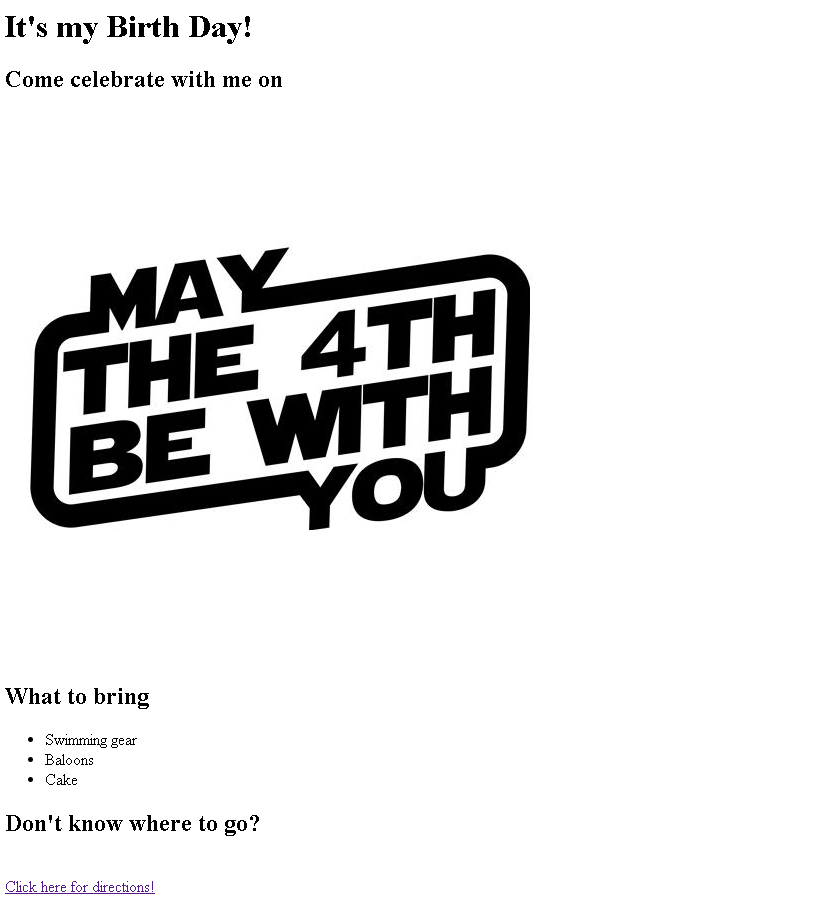 It's my Birth Day!
Come celebrate with me on
MAY
THE 4TH
BE WITH
YOU
What to bring
Swimming gear
Baloons
Cake
Don't know where to go?
Click here for directions!